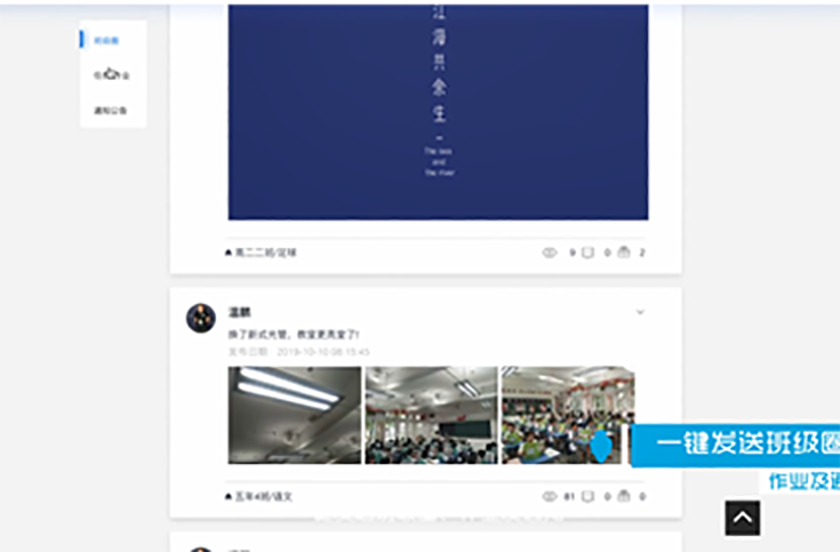 班级圈
通知公告
江
海
共
余
生
-
The sea
and
the river
高二二班/足球
9 0 2
温麟
换了新式光管，教室更亮堂了!
发布日期：2019-10-10 08:15:45
五年4班/语文
81 0 0
一键发送班级圈
作业及通